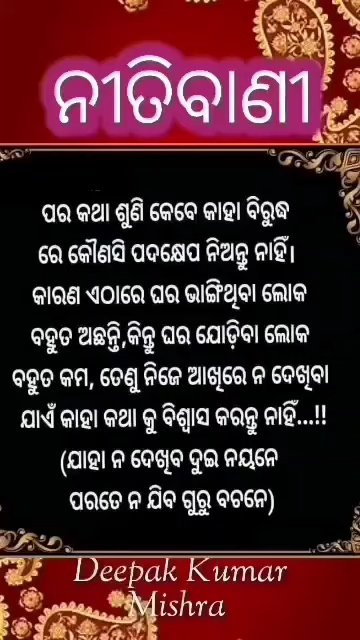 ନୀତିବାଣୀ
ପର କଥା ଶୁଣି କେବେ କାହା ବିରୁଦ୍ଧ
ରେ କୌଣସି ପଦକ୍ଷେପ ନିଅନ୍ତୁ ନାହିଁ।
କାରଣ ଏଠାରେ ଘର ଭାଙ୍ଗିଥିବା ଲୋକ
ବହୁତ ଅଛନ୍ତି,କିନ୍ତୁ ଘର ଯୋଡ଼ିବା ଲୋକ
ବହୁତ କମ, ତେଣୁ ନିଜେ ଆଖିରେ ନ ଦେଖିବା
ଯାଏଁ କାହା କଥା କୁ ବିଶ୍ୱାସ କରନ୍ତୁ ନାହିଁ...!!
(ଯାହା ନ ଦେଖିବ ଦୁଇ ନୟନେ
ପରତେ ନ ଯିବ ଗୁରୁ ବଚନେ)
Deepak Kumar
Mishra